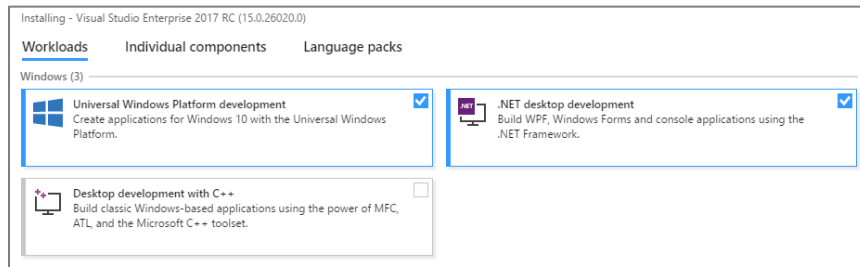 Installing - Visual Studio Enterprise 2017 RC (15.0.26020.0)
Workloads Individual components Language packs
Windows (3)
Universal Windows Platform development
Create applications for Windows 10 with the Universal Windows
Platform.
.NET
.NET desktop development
Build WPF, Windows Forms and console applications using the
.NET Framework.
Desktop development with C++
Build classic Windows-based applications using the power of MFC,
ATL, and the Microsoft C++ toolset.